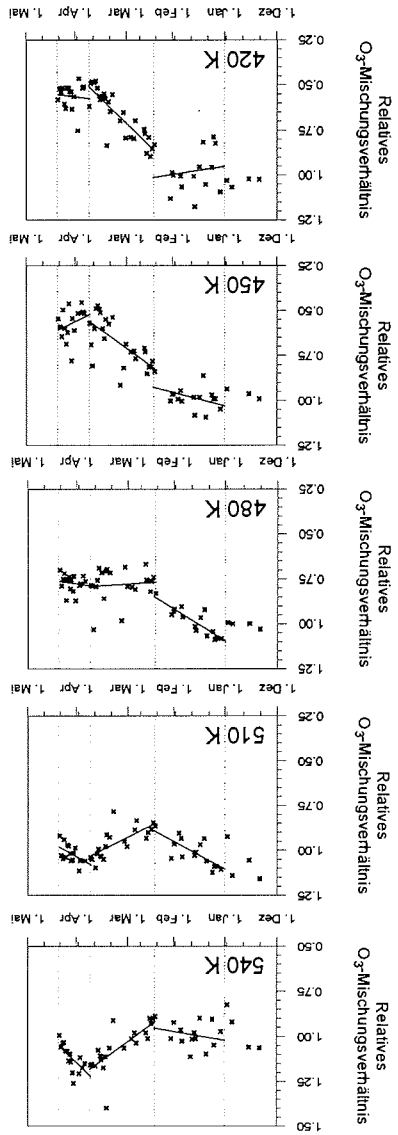 Relatives
O₃-Mischungsverhältnis
1.50
1.25
1.00
0.75
0.50
540 K
1. Dez 1. Jan 1. Feb 1. Mar 1. Apr 1. Mai
Relatives
O₃-Mischungsverhältnis
1.25
1.00
0.75
0.50
0.25
510 K
1. Dez 1. Jan 1. Feb 1. Mar 1. Apr 1. Mai
Relatives
O₃-Mischungsverhältnis
1.25
1.00
0.75
0.50
0.25
480 K
1. Dez 1. Jan 1. Feb 1. Mar 1. Apr 1. Mai
Relatives
O₃-Mischungsverhältnis
1.25
1.00
0.75
0.50
0.25
450 K
1. Dez 1. Jan 1. Feb 1. Mar 1. Apr 1. Mai
Relatives
O₃-Mischungsverhältnis
1.25
1.00
0.75
0.50
0.25
420 K
1. Dez 1. Jan 1. Feb 1. Mar 1. Apr 1. Mai